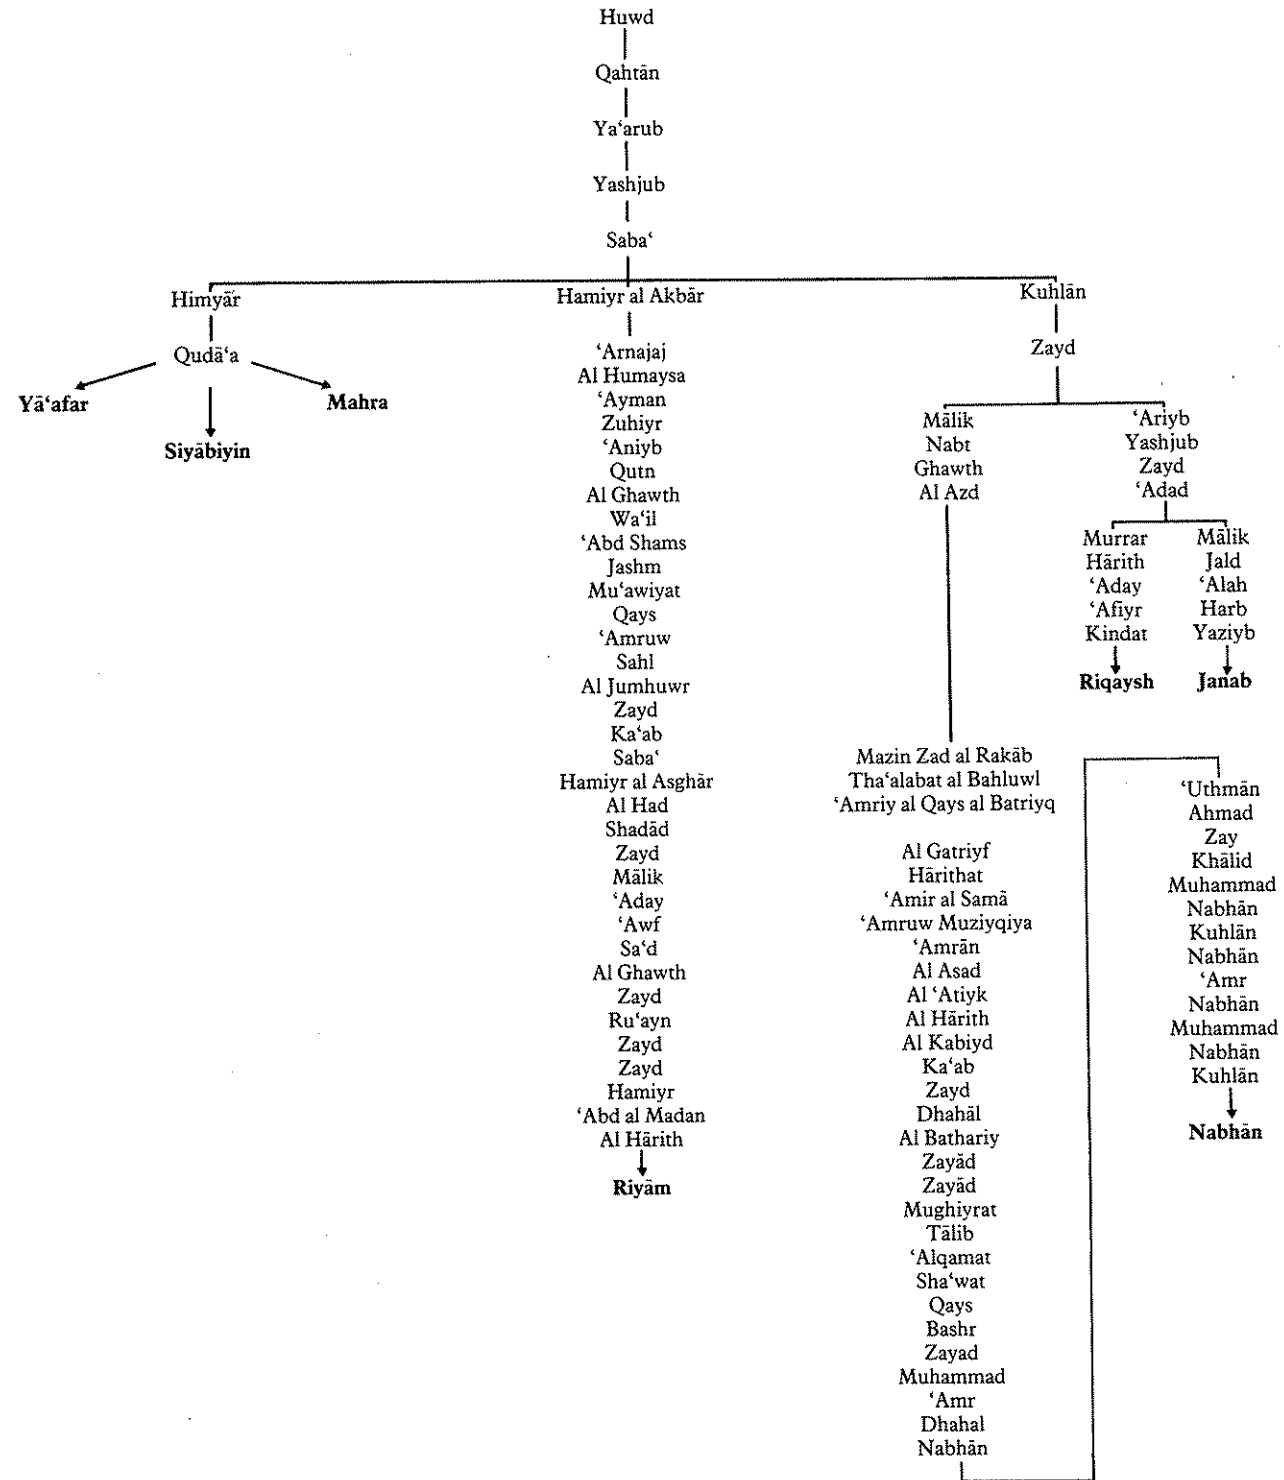 Huwd
Qahtān
Ya‘arub
Yashjub
Saba‘
Himyār
Qudā‘a
Yā‘afar
Mahra
Siyābiyin
Hamiyr al Akbār
‘Arnajaj
Al Humaysa
‘Ayman
Zuhiyr
‘Aniyb
Qutn
Al Ghawth
Wa‘il
‘Abd Shams
Jashm
Mu‘awiyat
Qays
‘Amruw
Sahl
Al Jumhuwr
Zayd
Ka‘ab
Saba‘
Hamiyr al Asghār
Al Had
Shadād
Zayd
Mālik
‘Aday
‘Awf
Sa‘d
Al Ghawth
Zayd
Ru‘ayn
Zayd
Zayd
Hamiyr
‘Abd al Madan
Al Hārith
Riyām
Kuhlān
Zayd
Mālik
Nabt
Ghawth
Al Azd
‘Ariyb
Yashjub
Zayd
‘Adad
Murrar
Hārith
‘Aday
‘Afiyr
Kindat
Riqaysh
Mālik
Jald
‘Alah
Harb
Yaziyb
Janab
Mazin Zad al Rakāb
Tha‘alabat al Bahluwl
‘Amriy al Qays al Batriyq
Al Gatriyf
Hārithat
‘Amir al Samā
‘Amruw Muziyqiya
‘Amrān
Al Asad
Al ‘Atiyk
Al Hārith
Al Kabiyd
Ka‘ab
Zayd
Dhahāl
Al Bathariy
Zayād
Zayād
Mughiyrat
Tālib
‘Alqamat
Sha‘wat
Qays
Bashr
Zayad
Muhammad
‘Amr
Dhahal
Nabhān
‘Uthmān
Ahmad
Zay
Khālid
Muhammad
Nabhān
Kuhlān
Nabhān
‘Amr
Nabhān
Muhammad
Nabhān
Kuhlān
Nabhān